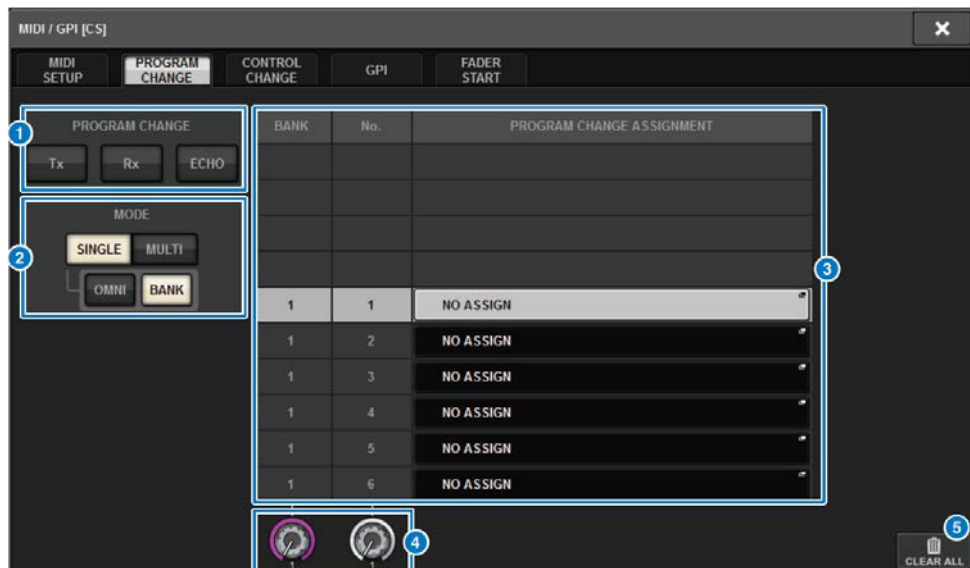 MIDI / GPI [CS]
MIDI SETUP
PROGRAM CHANGE
CONTROL CHANGE
GPI
FADER START
1
PROGRAM CHANGE
Tx Rx ECHO
2
MODE
SINGLE MULTI
OMNI BANK
3
BANK No. PROGRAM CHANGE ASSIGNMENT
1 1 NO ASSIGN
1 2 NO ASSIGN
1 3 NO ASSIGN
1 4 NO ASSIGN
1 5 NO ASSIGN
1 6 NO ASSIGN
4
1 1
5
CLEAR ALL